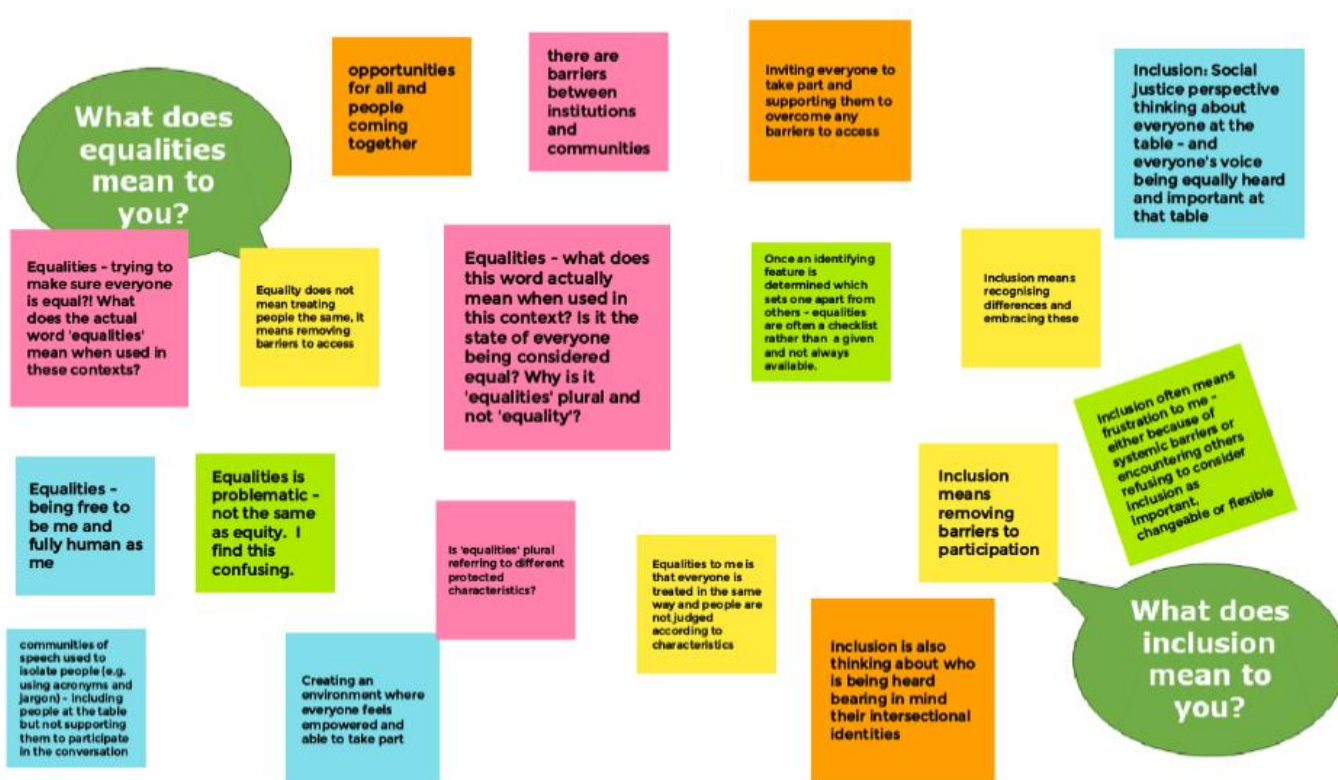 What does
equalities
mean to
you?
opportunities
for all and
people
coming
together
there are
barriers
between
institutions
and
communities
Inviting everyone to
take part and
supporting them to
overcome any
barriers to access
Inclusion: Social
justice perspective
thinking about
everyone at the
table - and
everyone's voice
being equally heard
and important at
that table
Equalities - trying to
make sure everyone
is equal?! What
does the actual
word 'equalities'
mean when used in
these contexts?
Equality does not
mean treating
people the same, it
means removing
barriers to access
Equalities - what does
this word actually
mean when used in
this context? Is it the
state of everyone
being considered
equal? Why is it
'equalities' plural and
not 'equality'?
Once an identifying
feature is
determined which
sets one apart from
others - equalities
are often a checklist
rather than a given
and not always
available.
Inclusion means
recognising
differences and
embracing these
Inclusion often means
frustration to me -
either because of
systemic barriers or
encountering others
refusing to consider
inclusion as
important,
changeable or flexible
Equalities -
being free to
be me and
fully human as
me
Equalities is
problematic -
not the same
as equity. I
find this
confusing.
Is 'equalities' plural
referring to different
protected
characteristics?
Equalities to me is
that everyone is
treated in the same
way and people are
not judged
according to
characteristics
Inclusion
means
removing
barriers to
participation
communities of
speech used to
isolate people (e.g.
using acronyms and
jargon) - including
people at the table
but not supporting
them to participate
in the conversation
Creating an
environment where
everyone feels
empowered and
able to take part
Inclusion is also
thinking about who
is being heard
bearing in mind
their intersectional
identities
What does
inclusion
mean to
you?